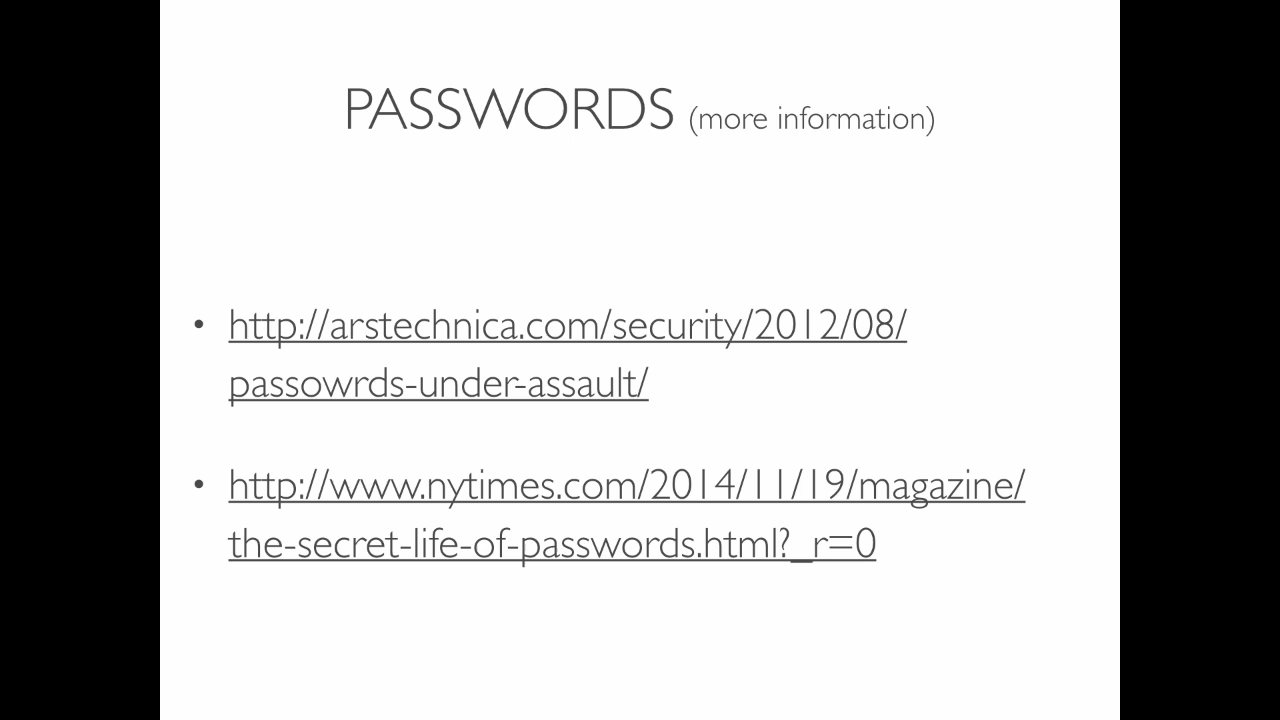 PASSWORDS (more information)
• http://arstechnica.com/security/2012/08/
passowrds-under-assault/
• http://www.nytimes.com/2014/11/19/magazine/
the-secret-life-of-passwords.html?_r=0